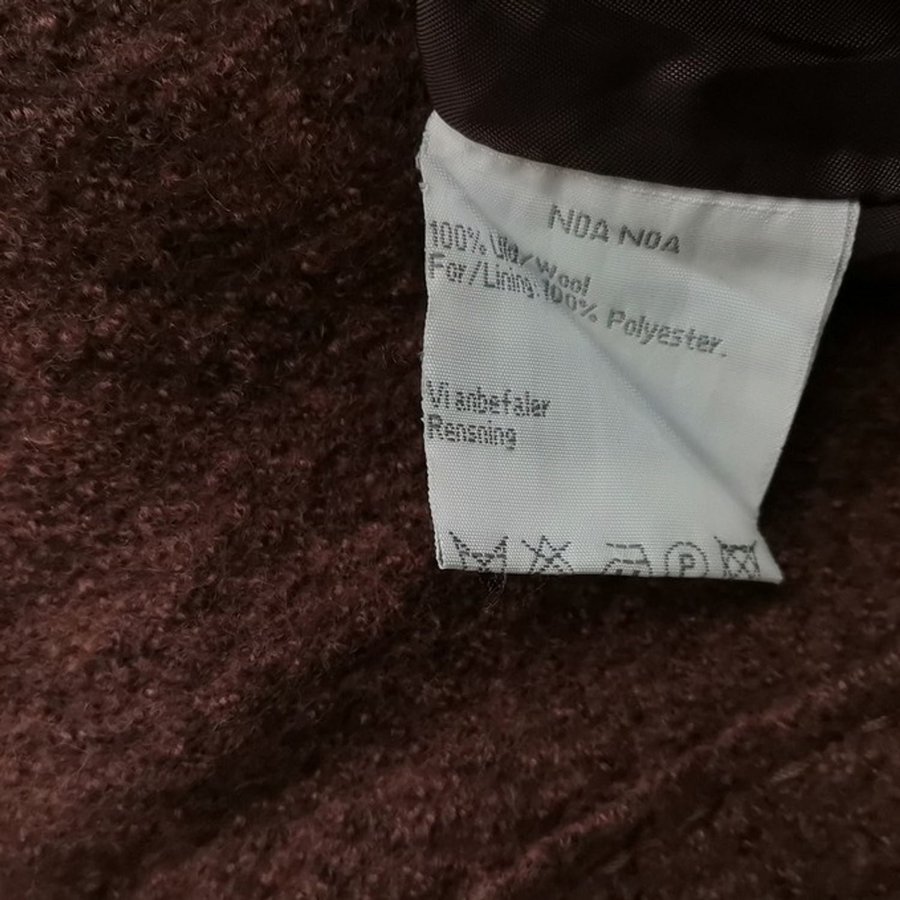 NOA NOA
100% Uld/Wool
For/Lining:100% Polyester.
Vi anbefaler
Rensning
P